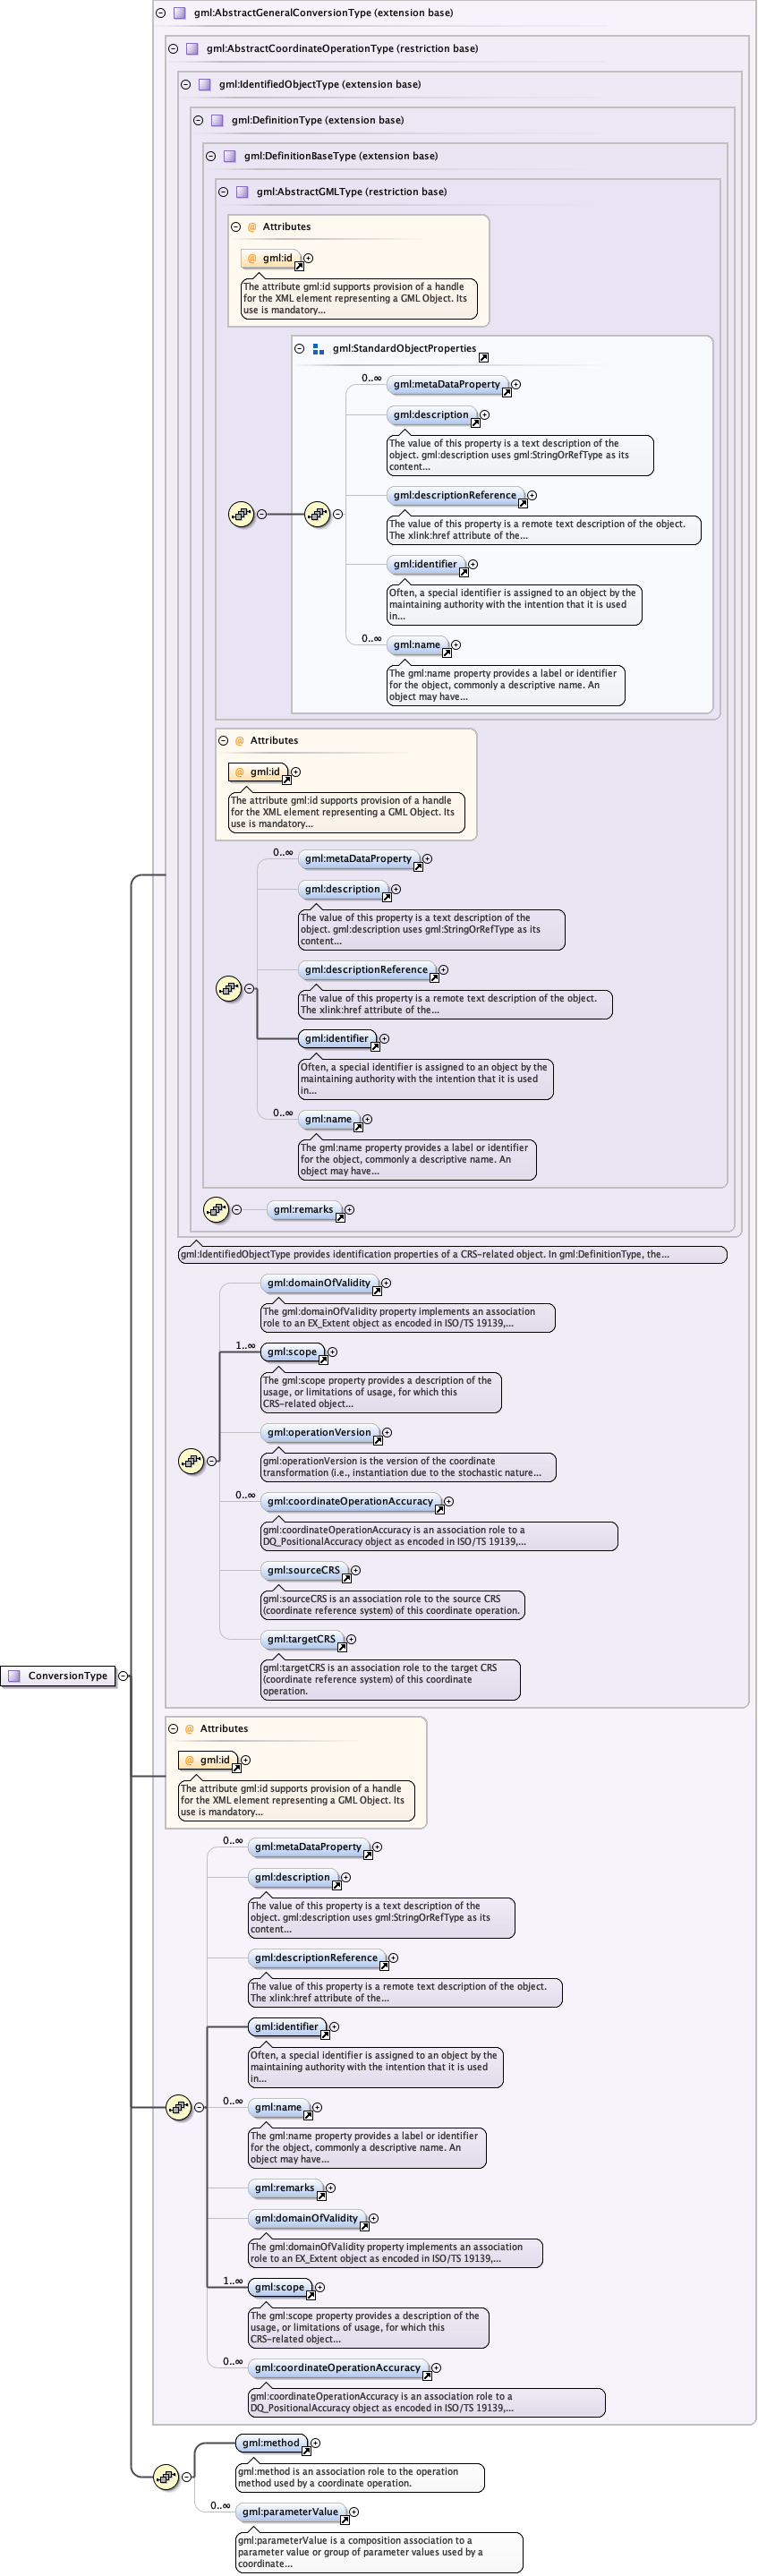 gml:AbstractGeneralConversionType (extension base)
gml:AbstractCoordinateOperationType (restriction base)
gml:IdentifiedObjectType (extension base)
gml:DefinitionType (extension base)
gml:DefinitionBaseType (extension base)
gml:AbstractGMLType (restriction base)
@ Attributes
@ gml:id
The attribute gml:id supports provision of a handle
for the XML element representing a GML Object. Its
use is mandatory...
gml:StandardObjectProperties
0..∞
gml:metaDataProperty
gml:description
The value of this property is a text description of the
object. gml:description uses gml:StringOrRefType as its
content...
gml:descriptionReference
The value of this property is a remote text description of the object.
The xlink:href attribute of the...
gml:identifier
Often, a special identifier is assigned to an object by the
maintaining authority with the intention that it is used
in...
0..∞
gml:name
The gml:name property provides a label or identifier
for the object, commonly a descriptive name. An
object may have...
@ Attributes
@ gml:id
The attribute gml:id supports provision of a handle
for the XML element representing a GML Object. Its
use is mandatory...
0..∞
gml:metaDataProperty
gml:description
The value of this property is a text description of the
object. gml:description uses gml:StringOrRefType as its
content...
gml:descriptionReference
The value of this property is a remote text description of the object.
The xlink:href attribute of the...
gml:identifier
Often, a special identifier is assigned to an object by the
maintaining authority with the intention that it is used
in...
0..∞
gml:name
The gml:name property provides a label or identifier
for the object, commonly a descriptive name. An
object may have...
gml:remarks
gml:IdentifiedObjectType provides identification properties of a CRS-related object. In gml:DefinitionType, the...
gml:domainOfValidity
The gml:domainOfValidity property implements an association
role to an EX_Extent object as encoded in ISO/TS 19139,...
1..∞
gml:scope
The gml:scope property provides a description of the
usage, or limitations of usage, for which this
CRS-related object...
gml:operationVersion
gml:operationVersion is the version of the coordinate
transformation (i.e., instantiation due to the stochastic nature...
0..∞
gml:coordinateOperationAccuracy
gml:coordinateOperationAccuracy is an association role to a
DQ_PositionalAccuracy object as encoded in ISO/TS 19139,...
gml:sourceCRS
gml:sourceCRS is an association role to the source CRS
(coordinate reference system) of this coordinate operation.
gml:targetCRS
gml:targetCRS is an association role to the target CRS
(coordinate reference system) of this coordinate
operation.
ConversionType
@ Attributes
@ gml:id
The attribute gml:id supports provision of a handle
for the XML element representing a GML Object. Its
use is mandatory...
0..∞
gml:metaDataProperty
gml:description
The value of this property is a text description of the
object. gml:description uses gml:StringOrRefType as its
content...
gml:descriptionReference
The value of this property is a remote text description of the object.
The xlink:href attribute of the...
gml:identifier
Often, a special identifier is assigned to an object by the
maintaining authority with the intention that it is used
in...
0..∞
gml:name
The gml:name property provides a label or identifier
for the object, commonly a descriptive name. An
object may have...
gml:remarks
gml:domainOfValidity
The gml:domainOfValidity property implements an association
role to an EX_Extent object as encoded in ISO/TS 19139,...
1..∞
gml:scope
The gml:scope property provides a description of the
usage, or limitations of usage, for which this
CRS-related object...
0..∞
gml:coordinateOperationAccuracy
gml:coordinateOperationAccuracy is an association role to a
DQ_PositionalAccuracy object as encoded in ISO/TS 19139,...
gml:method
gml:method is an association role to the operation
method used by a coordinate operation.
0..∞
gml:parameterValue
gml:parameterValue is a composition association to a
parameter value or group of parameter values used by a
coordinate...